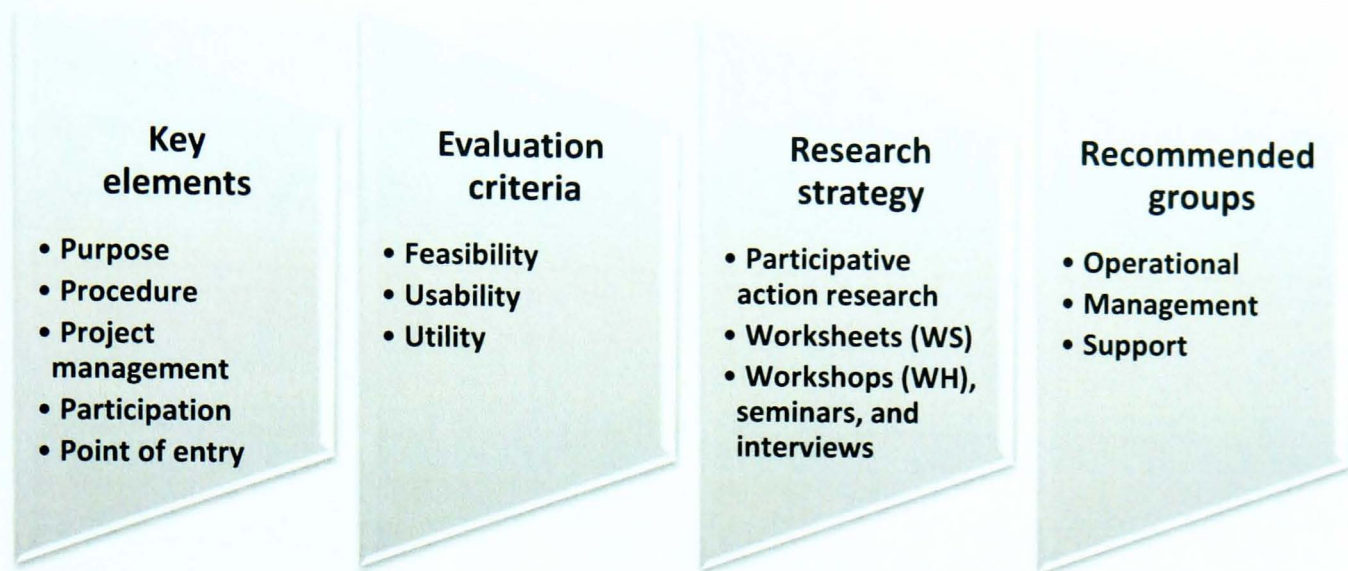 Key
elements
• Purpose
• Procedure
• Project
management
• Participation
• Point of entry
Evaluation
criteria
• Feasibility
• Usability
• Utility
Research
strategy
• Participative
action research
• Worksheets (WS)
• Workshops (WH),
seminars, and
interviews
Recommended
groups
• Operational
• Management
• Support